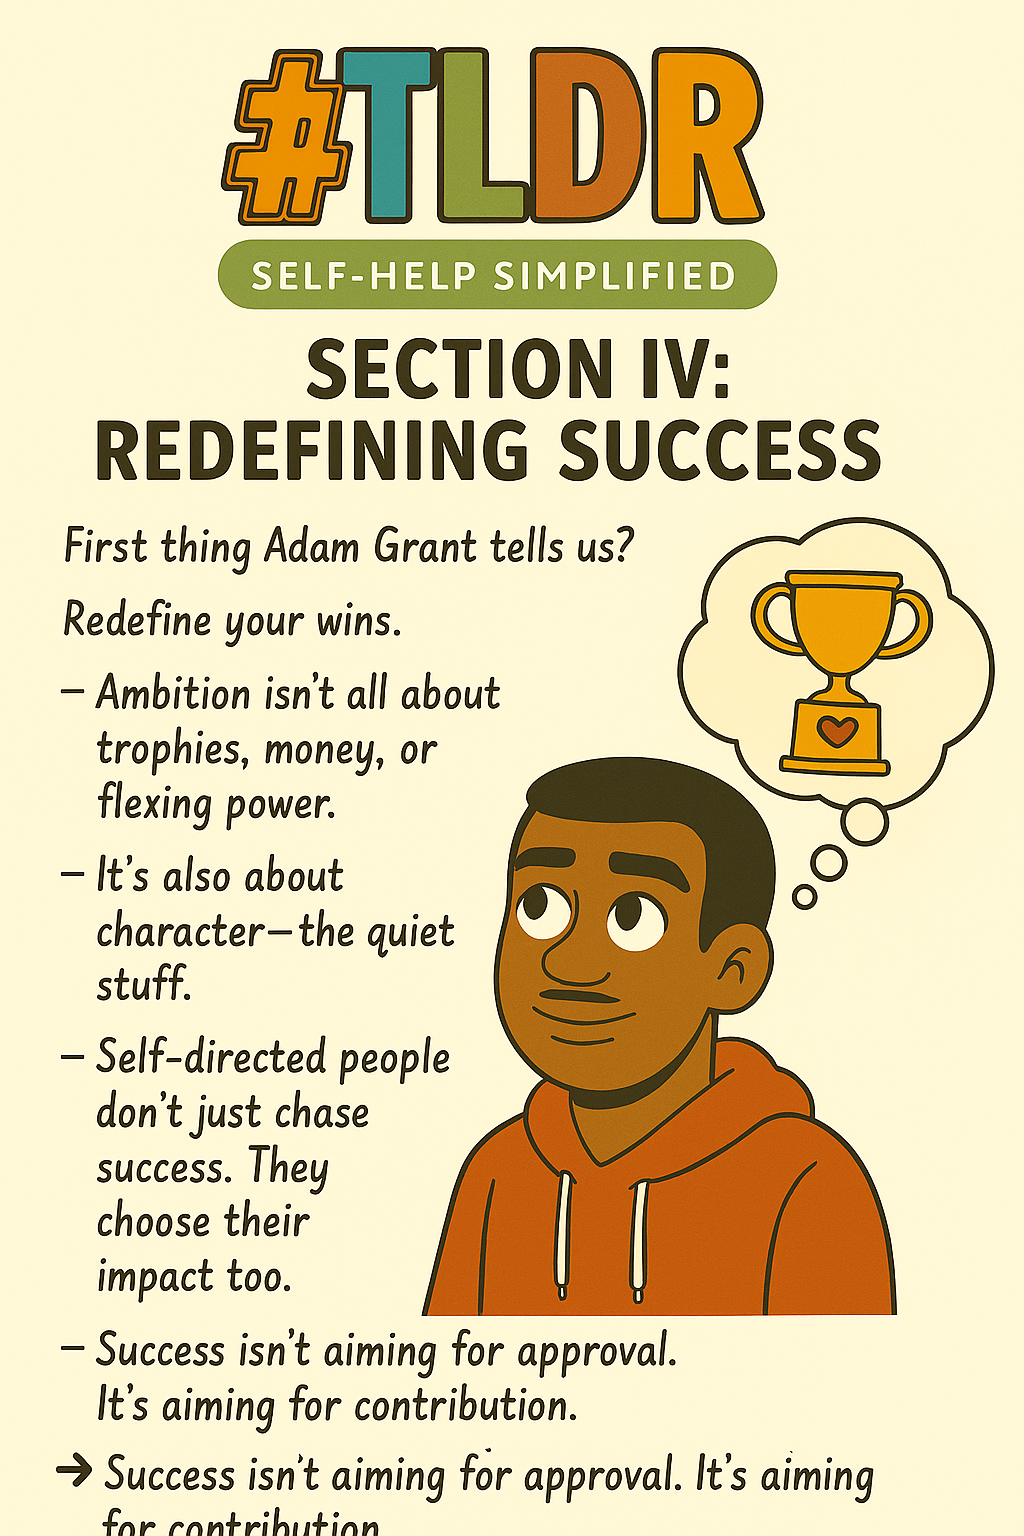 #TLDR
SELF-HELP SIMPLIFIED
SECTION IV:
REDEFINING SUCCESS
First thing Adam Grant tells us?
Redefine your wins.
– Ambition isn't all about
trophies, money, or
flexing power.
– It's also about
character—the quiet
stuff.
– Self-directed people
don't just chase
success. They
choose their
impact too.
– Success isn't aiming for approval.
It's aiming for contribution.
→ Success isn't aiming for approval. It's aiming
for contribution